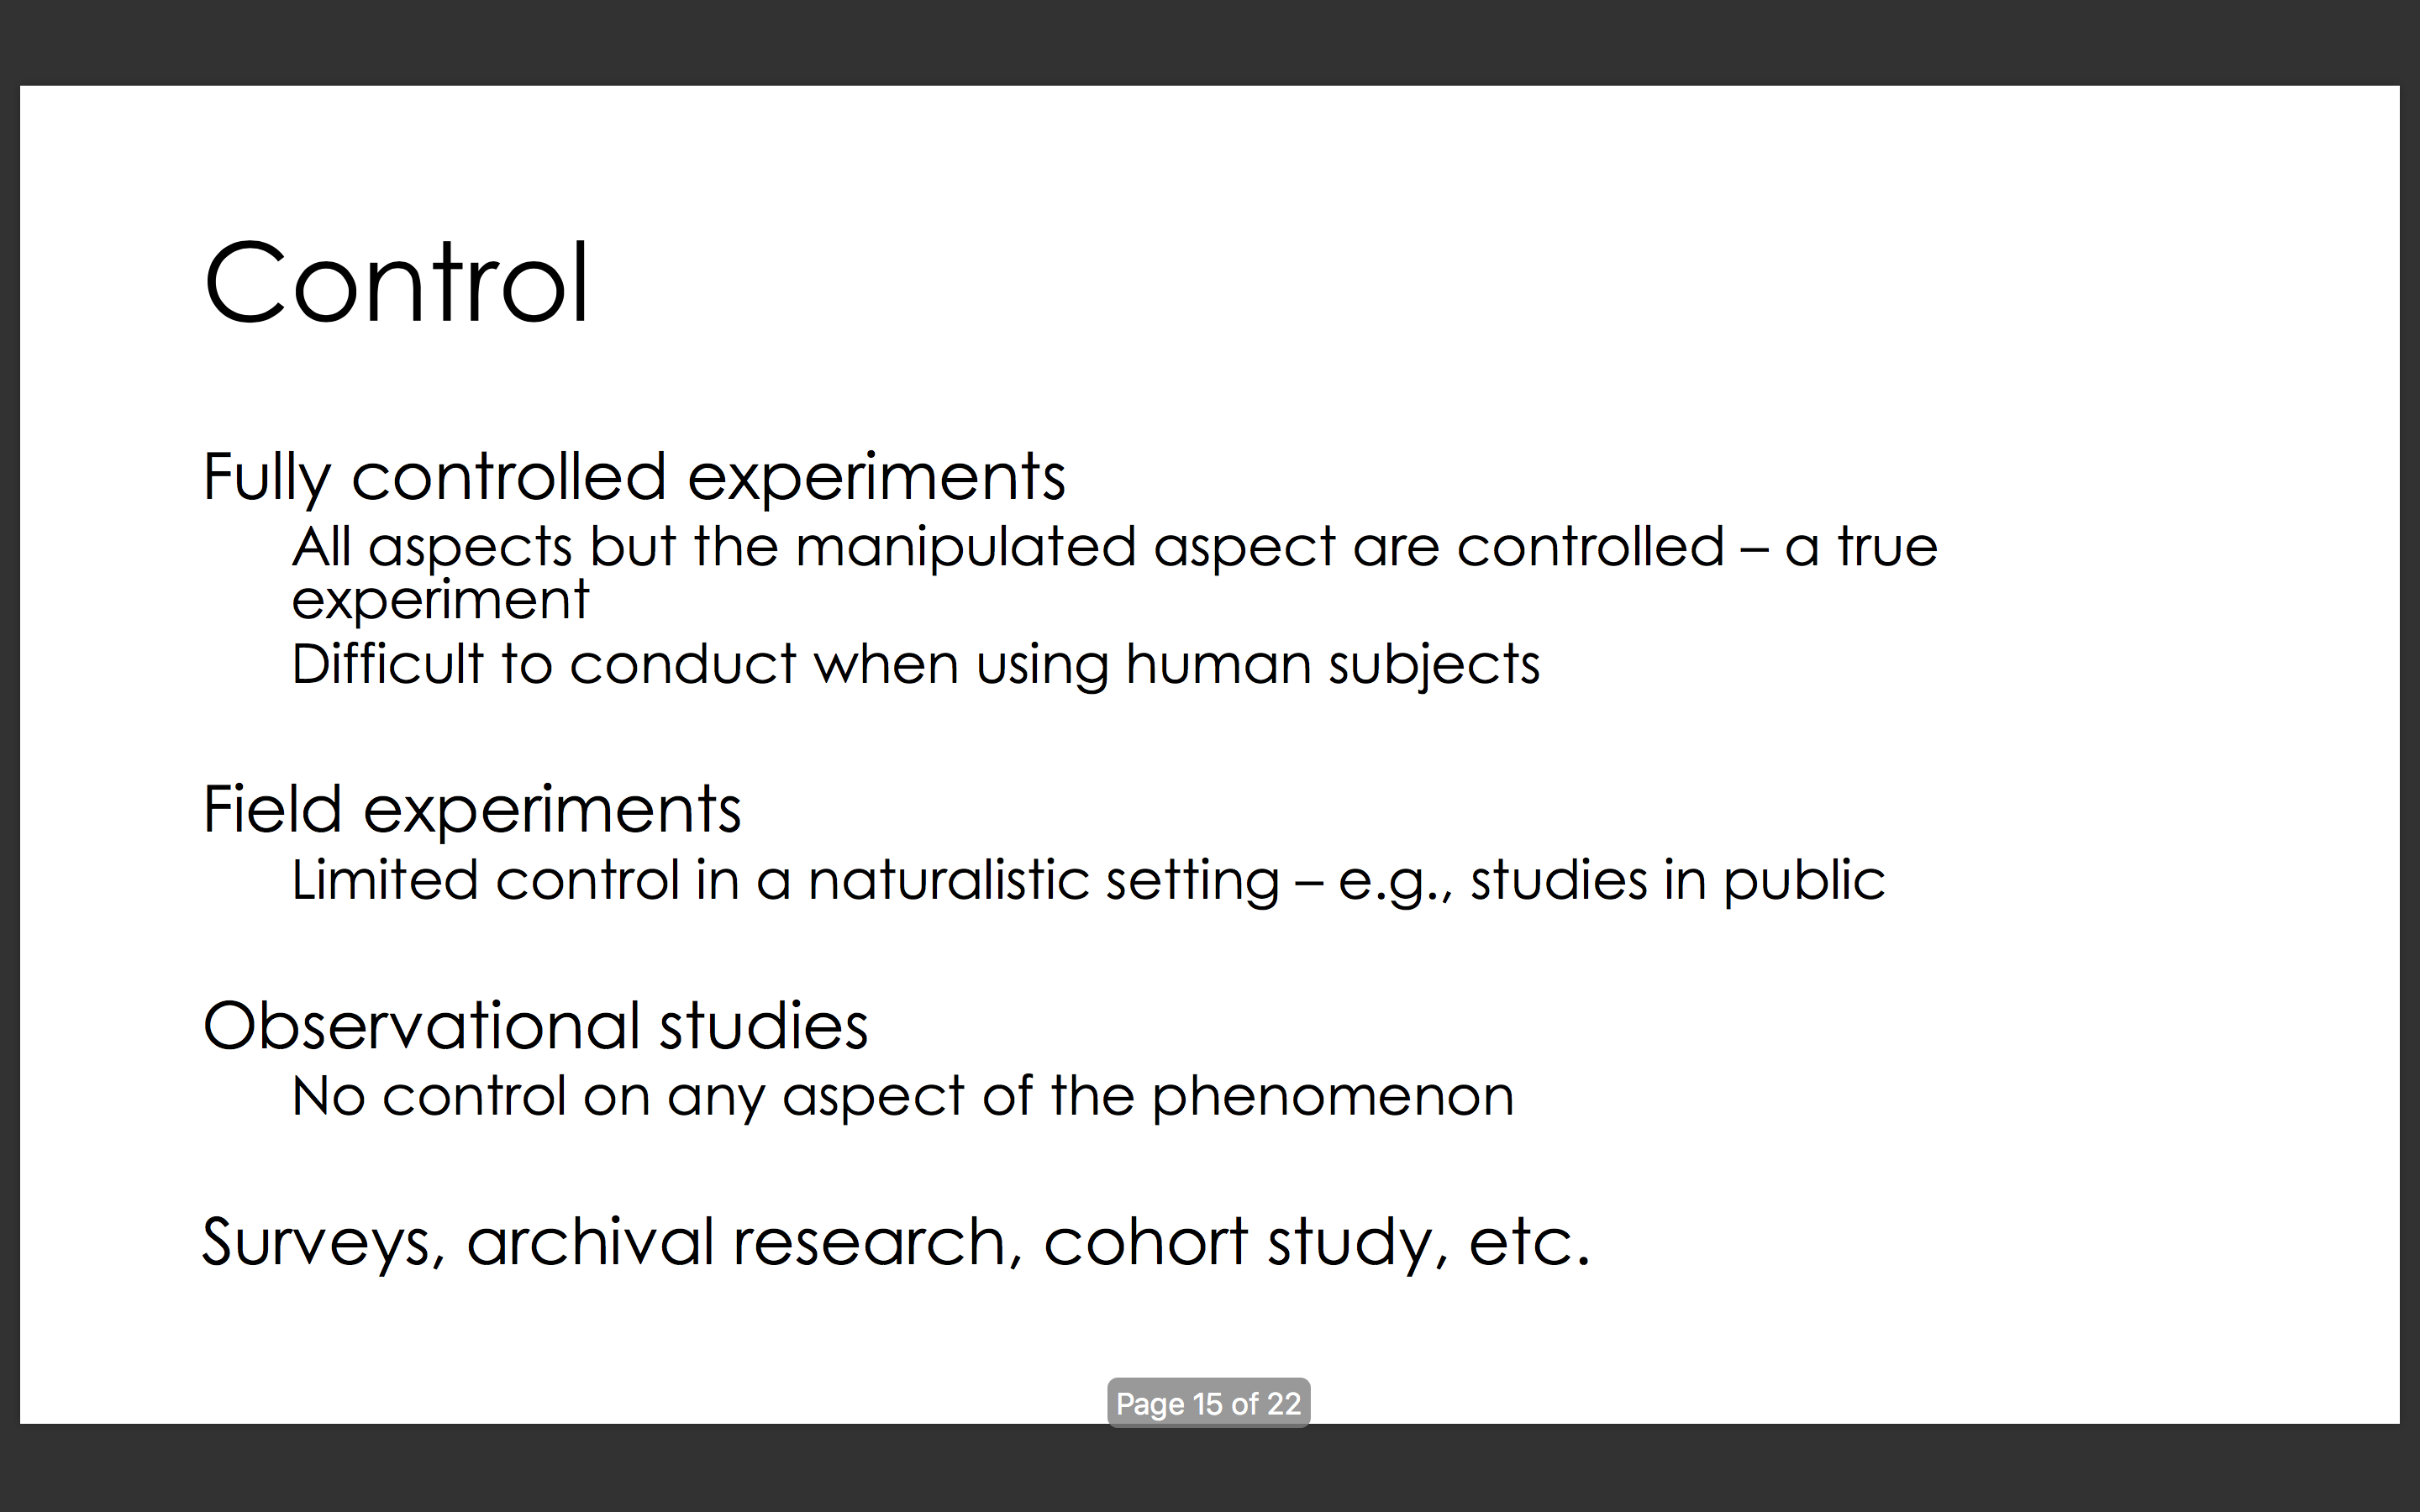 Control
Fully controlled experiments
All aspects but the manipulated aspect are controlled – a true
experiment
Difficult to conduct when using human subjects
Field experiments
Limited control in a naturalistic setting – e.g., studies in public
Observational studies
No control on any aspect of the phenomenon
Surveys, archival research, cohort study, etc.
Page 15 of 22